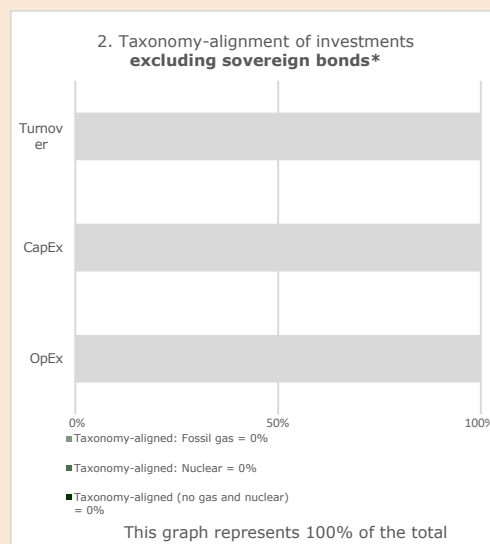 2. Taxonomy-alignment of investments
excluding sovereign bonds*
Turnov
er
CapEx
OpEx
0% 50% 100%
Taxonomy-aligned: Fossil gas = 0%
Taxonomy-aligned: Nuclear = 0%
Taxonomy-aligned (no gas and nuclear)
= 0%
This graph represents 100% of the total